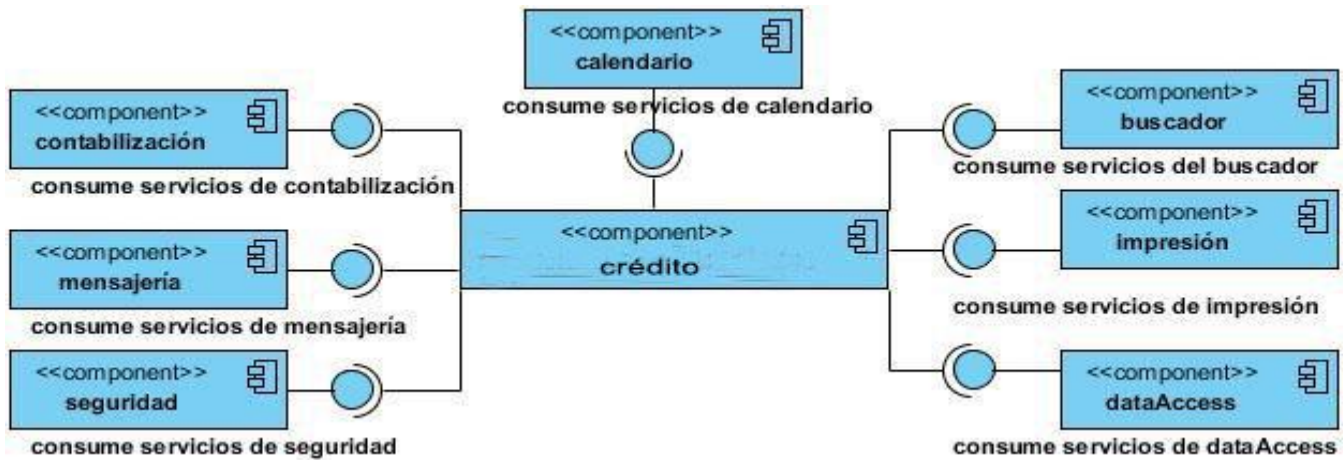 <<component>>
calendario
consume servicios de calendario
<<component>>
contabilización
consume servicios de contabilización
<<component>>
buscador
consume servicios del buscador
<<component>>
crédito
<<component>>
mensajería
consume servicios de mensajería
<<component>>
impresión
consume servicios de impresión
<<component>>
seguridad
consume servicios de seguridad
<<component>>
dataAccess
consume servicios de dataAccess